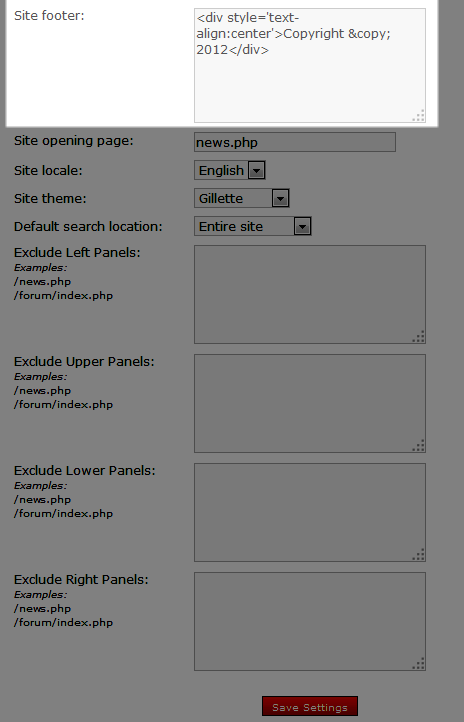 Site footer:
<div style='text-
align:center'>Copyright &copy;
2012</div>
Site opening page:
news.php
Site locale:
English
Site theme:
Gillette
Default search location:
Entire site
Exclude Left Panels:
Examples:
/news.php
/forum/index.php
Exclude Upper Panels:
Examples:
/news.php
/forum/index.php
Exclude Lower Panels:
Examples:
/news.php
/forum/index.php
Exclude Right Panels:
Examples:
/news.php
/forum/index.php
Save Settings